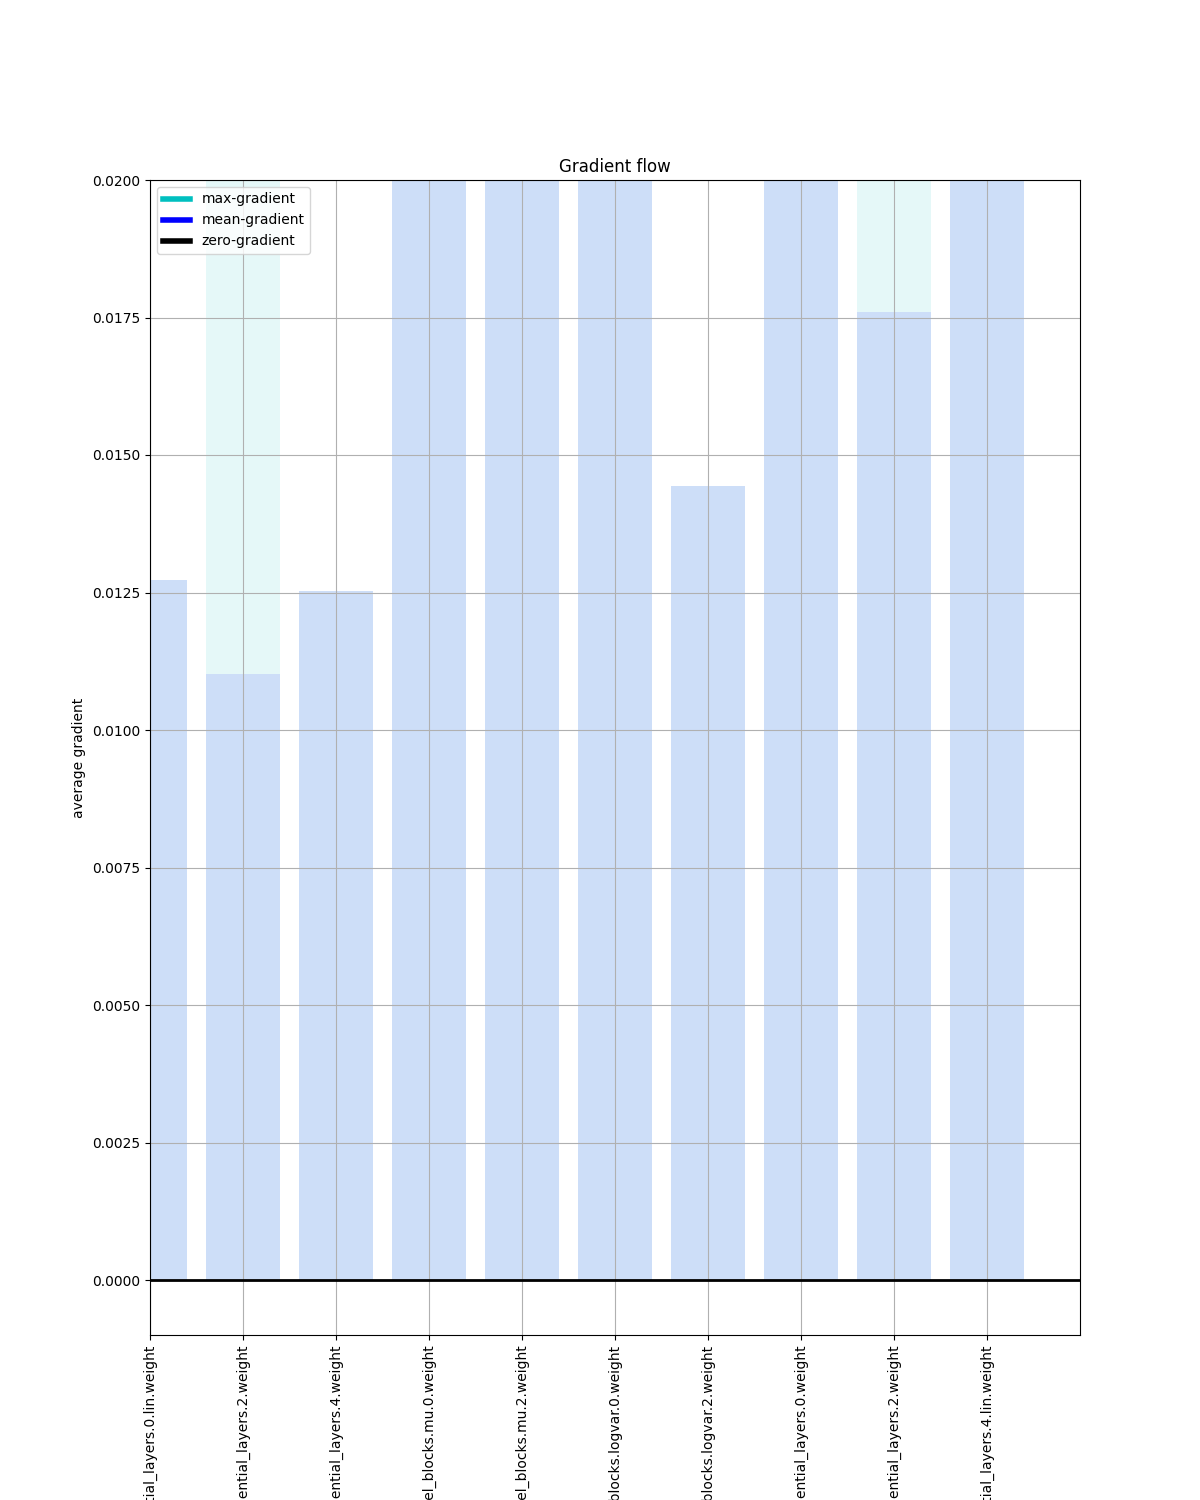 Gradient flow
max-gradient
mean-gradient
zero-gradient
0.0200
0.0175
0.0150
0.0125
0.0100
0.0075
0.0050
0.0025
0.0000
average gradient
tial_layers.0.lin.weight
ential_layers.2.weight
ential_layers.4.weight
el_blocks.mu.0.weight
el_blocks.mu.2.weight
blocks.logvar.0.weight
blocks.logvar.2.weight
ential_layers.0.weight
ential_layers.2.weight
tial_layers.4.lin.weight